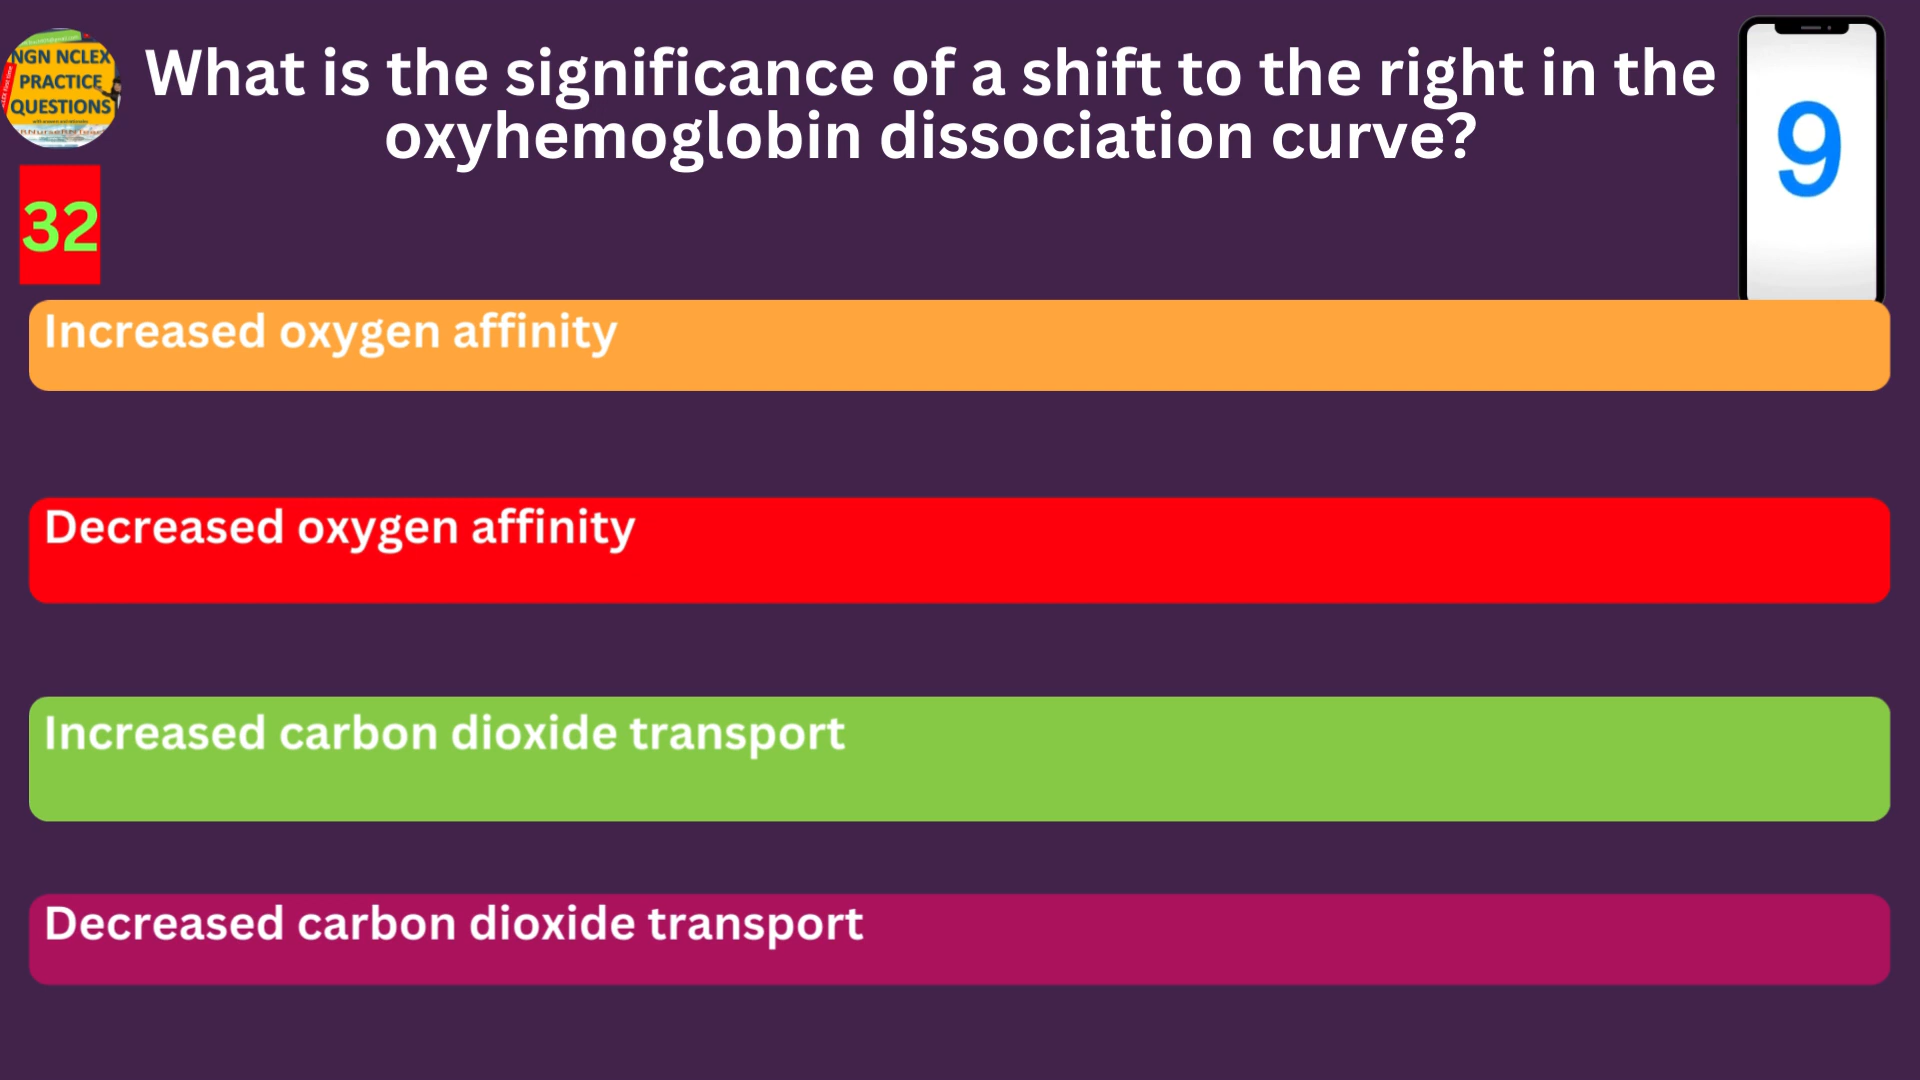 NGN NCLEX
PRACTICE
QUESTIONS
What is the significance of a shift to the right in the
oxyhemoglobin dissociation curve?
9
32
Increased oxygen affinity
Decreased oxygen affinity
Increased carbon dioxide transport
Decreased carbon dioxide transport